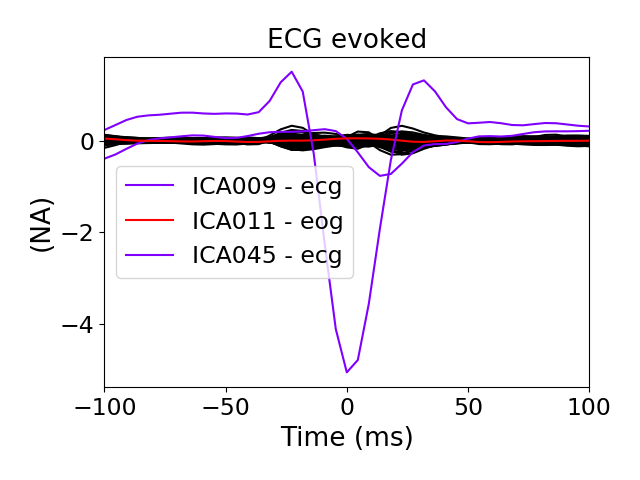 ECG evoked
(NA)
0
−2
−4
ICA009 - ecg
ICA011 - eog
ICA045 - ecg
−100
−50
0
50
100
Time (ms)